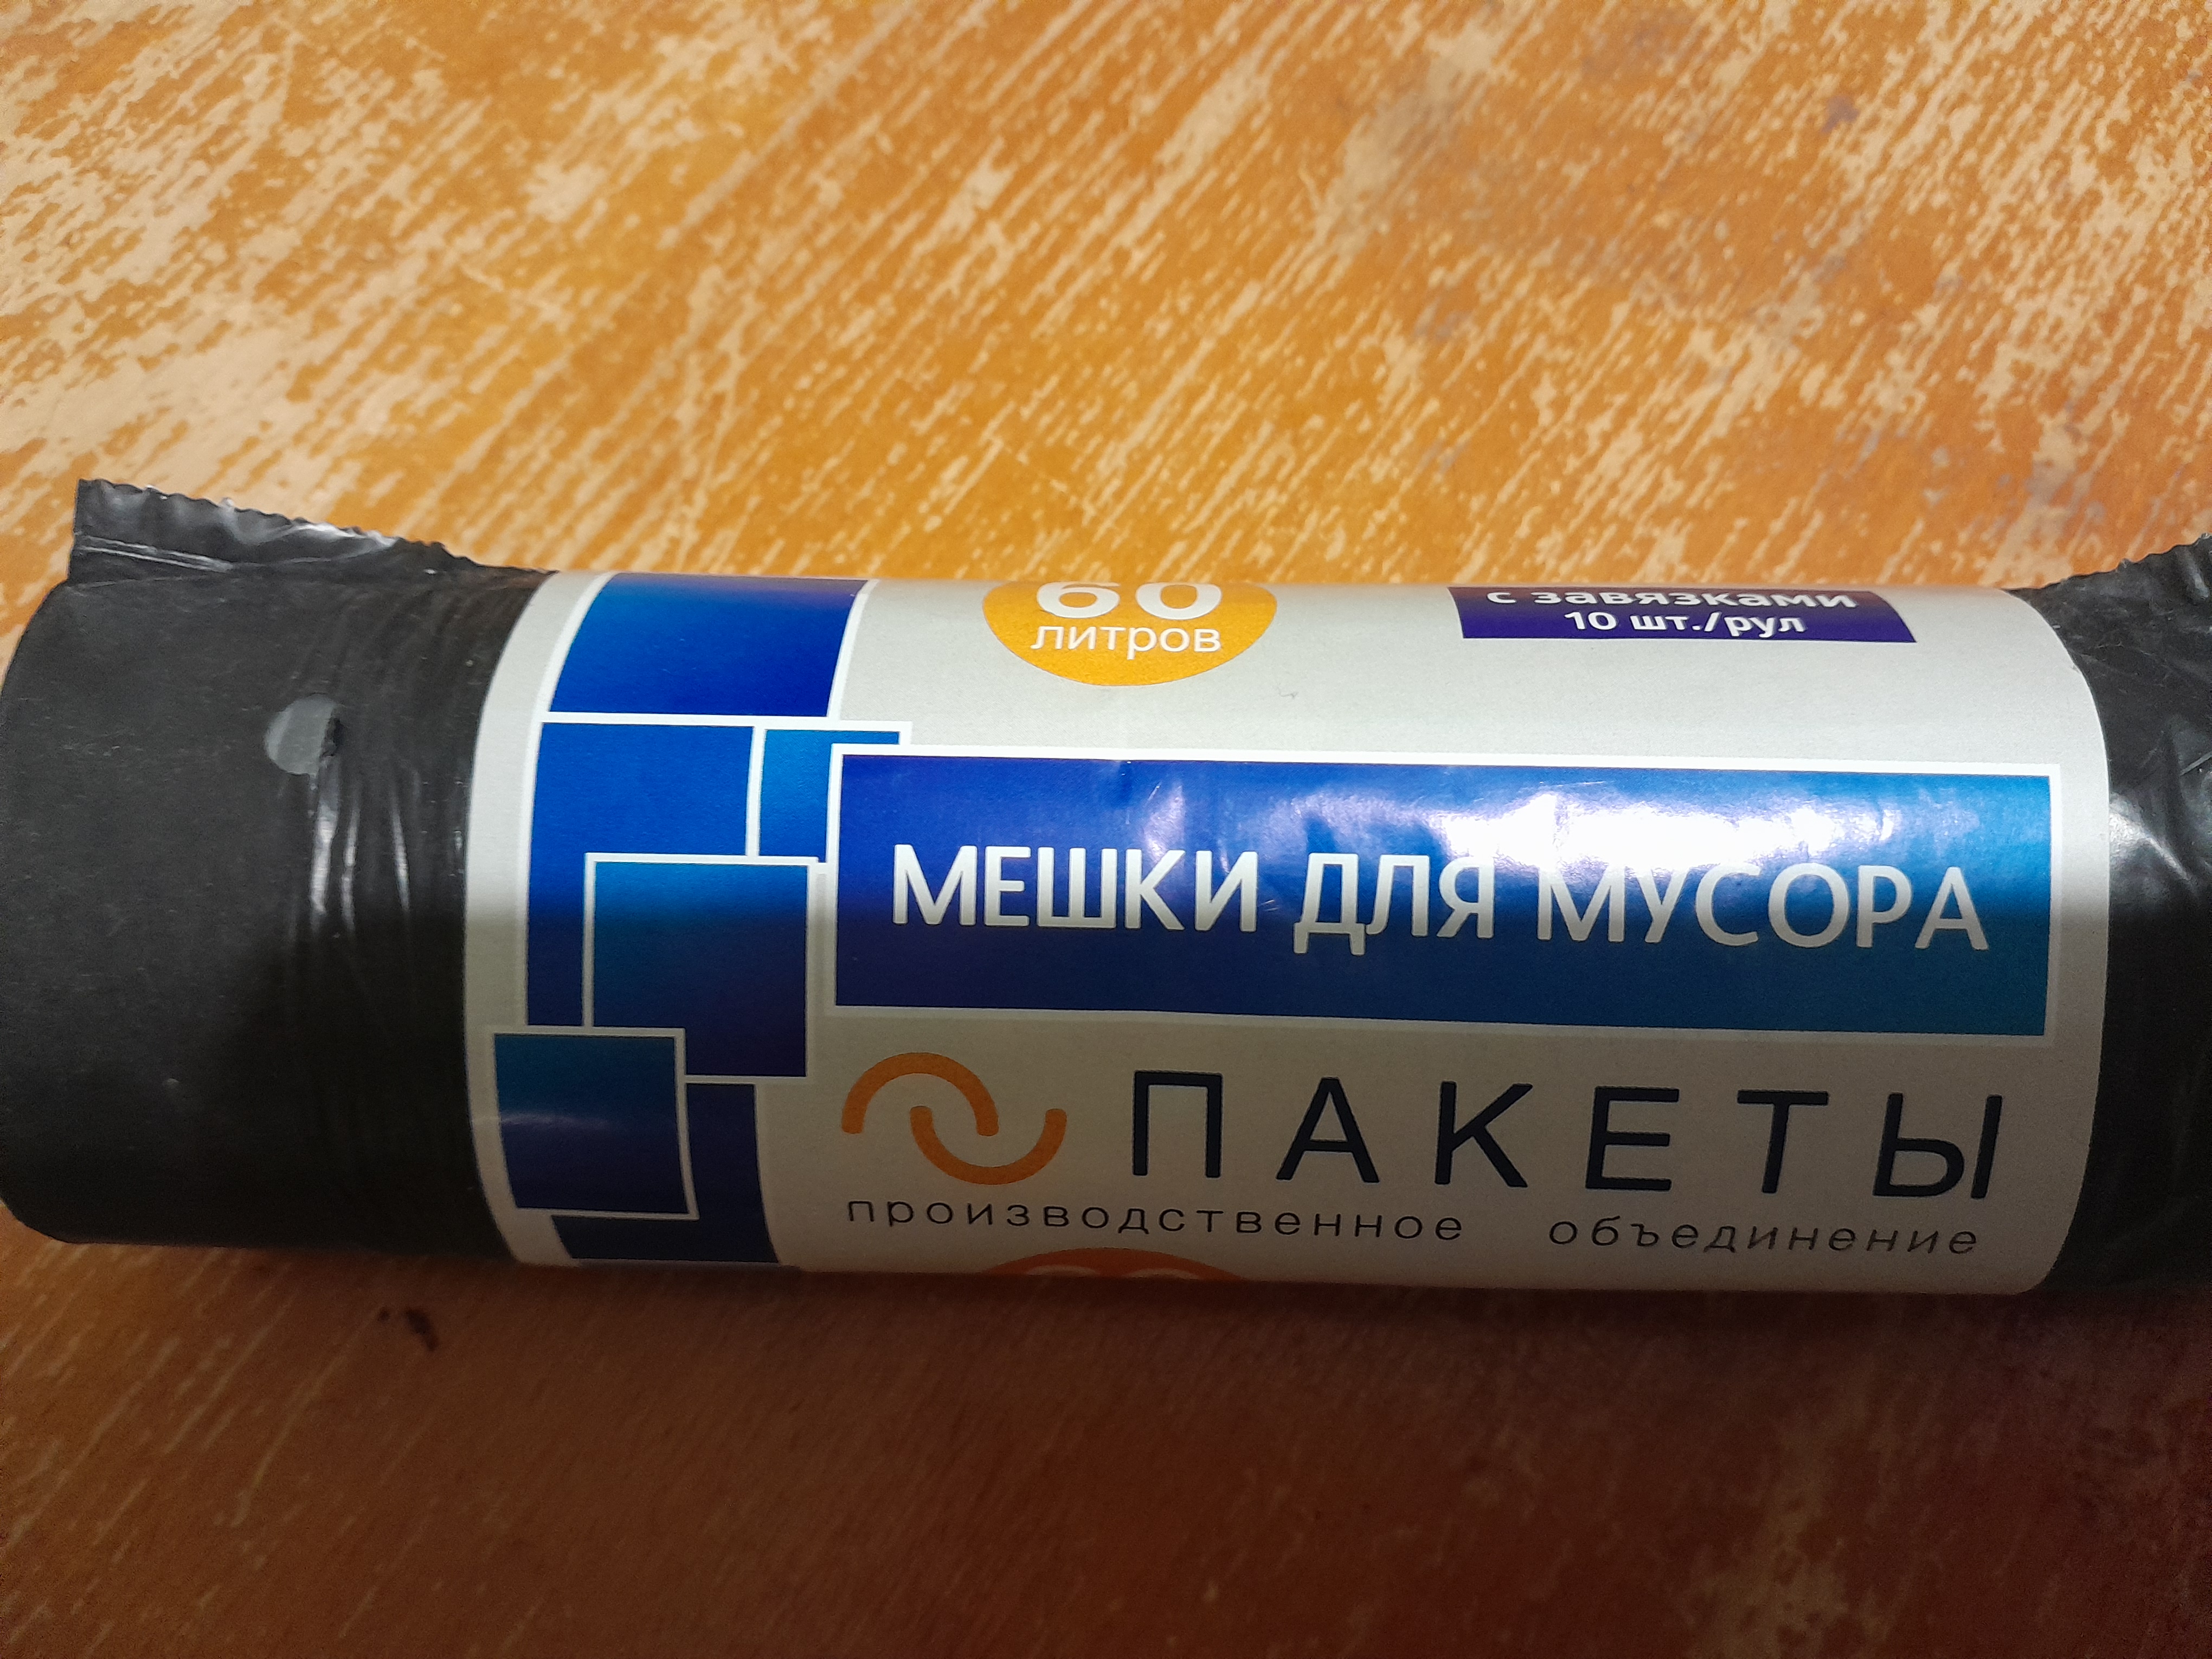 60
литров
с завязками
10 шт./рул
МЕШКИ ДЛЯ МУСОРА
ПАКЕТЫ
производственное объединение